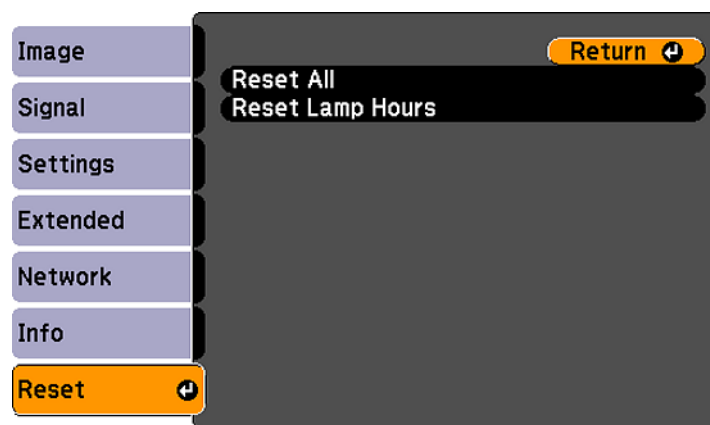 Image
Signal
Settings
Extended
Network
Info
Reset
Return
Reset All
Reset Lamp Hours